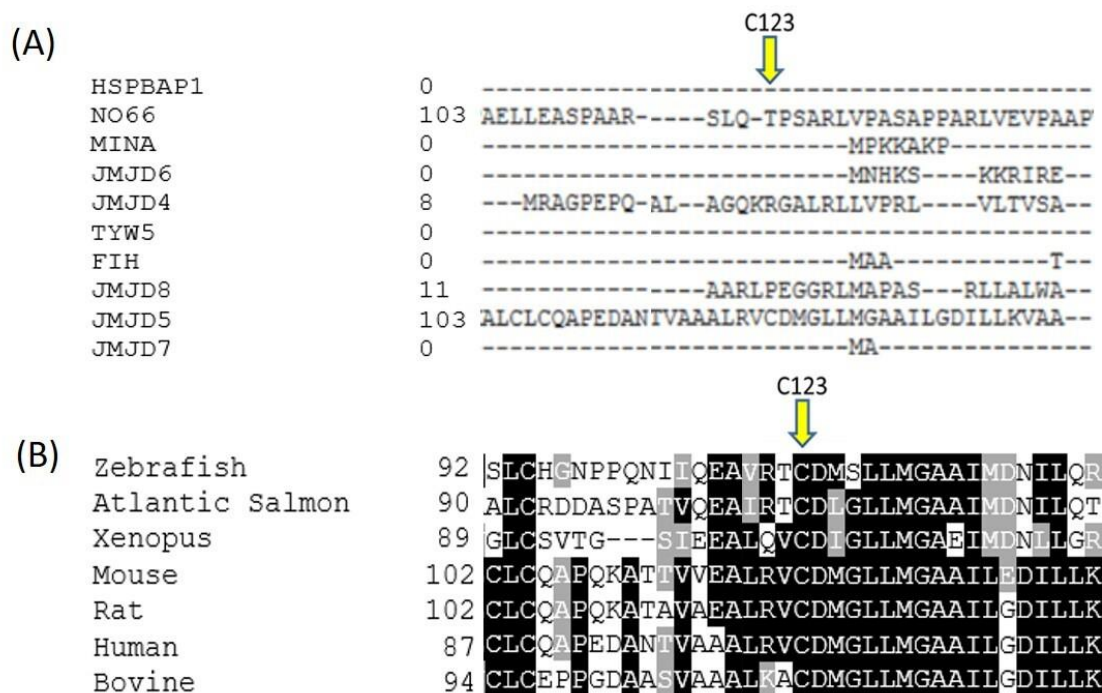 (A)
C123
HSPBAP1 0 -------------------------------------------
NO66 103 AELLEASPAAR-----SLQ-TPSARLVPASAPPARLVEVPAAP
MINA 0 --------------------------MPKKAKP----------
JMJD6 0 --------------------------MNHKS----KKRIRE--
JMJD4 8 ---MRAGPEPQ-AL--AGQKRGALRLLVPRL----VLTVSA--
TYW5 0 -------------------------------------------
FIH 0 --------------------------MAA-----------T--
JMJD8 11 ----------------AARLPEGGRLMAPAS---RLLALWA--
JMJD5 103 ALCLCQAPEDANTVAAALRVCDMGLLMGAAILGDILLKVAA--
JMJD7 0 --------------------------MA---------------
C123
(B)
Zebrafish 92 SLCHGNPPQNIIQEAVRTCDMSLLMGAAIMDNILQR
Atlantic Salmon 90 ALCRDDASPATVQEAIRTCDLGLLMGAAIMDNILQT
Xenopus 89 GLCSVTG---SIEEALQVCDIGLLMGAEIMDNLLGR
Mouse 102 CLCQAPQKATTVVEALRVCDMGLLMGAAILEDILLK
Rat 102 CLCQAPQKATAVAEALRVCDMGLLMGAAILGDILLK
Human 87 CLCQAPEDANTVAAALRVCDMGLLMGAAILGDILLK
Bovine 94 CLCEPPGDAASVAAALKACDMGLLMGAAILGDILLK